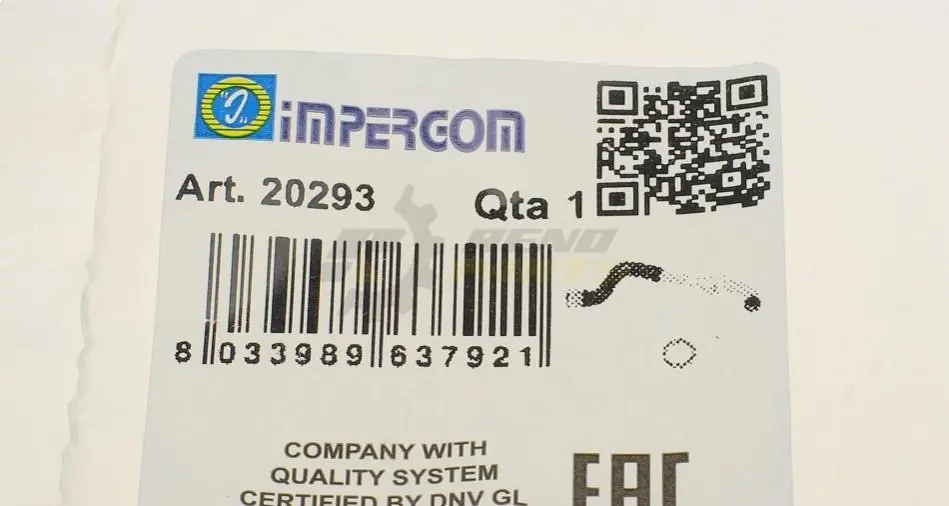 IMPERGOM
Art. 20293 Qta 1
8 033989 637921
COMPANY WITH
QUALITY SYSTEM
CERTIFIED BY DNV GL
EAC